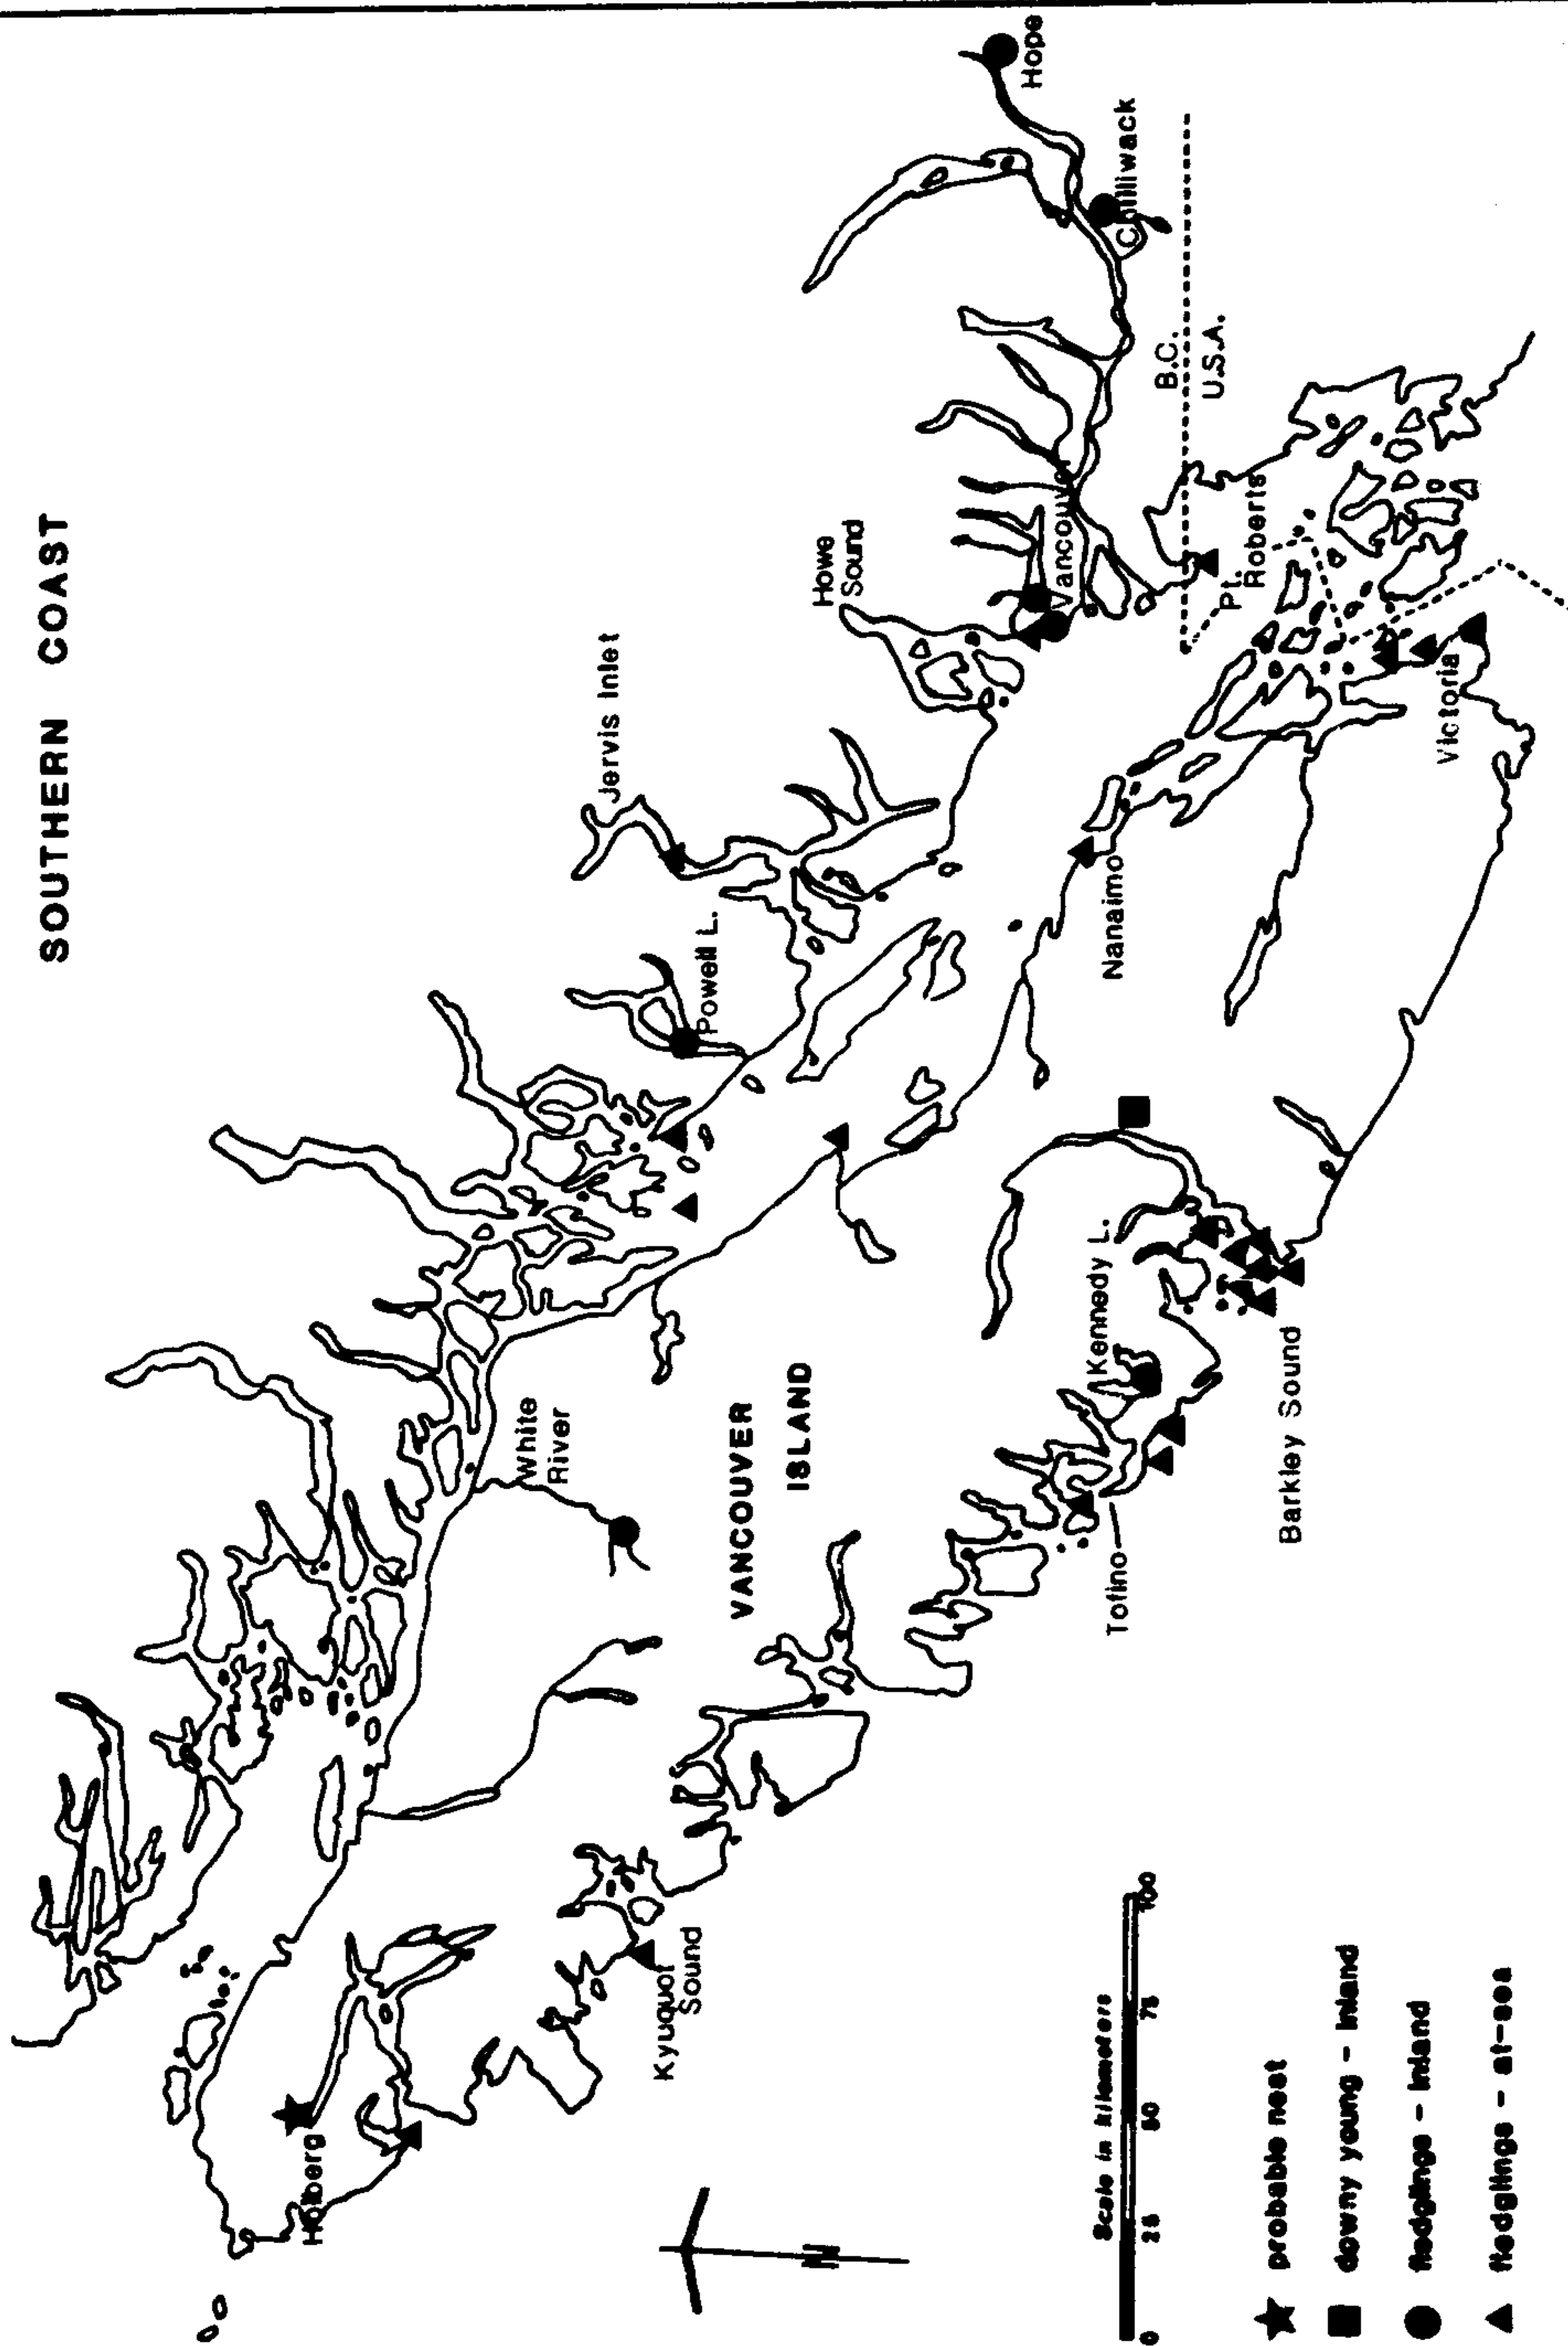 SOUTHERN COAST
Hope
Chilliwack
B.C.
U.S.A.
Howe
Sound
Vancouver
Pt.
Roberts
Jervis Inlet
Powell L.
Victoria
Nanaimo
White
River
Kennedy L.
VANCOUVER
ISLAND
Barkley Sound
Tofino
Kyuquot
Sound
Holberg
N
Scale in kilometers
0 25 50 75 100
probable nest
downy young - inland
fledglings - inland
fledglings - at-sea